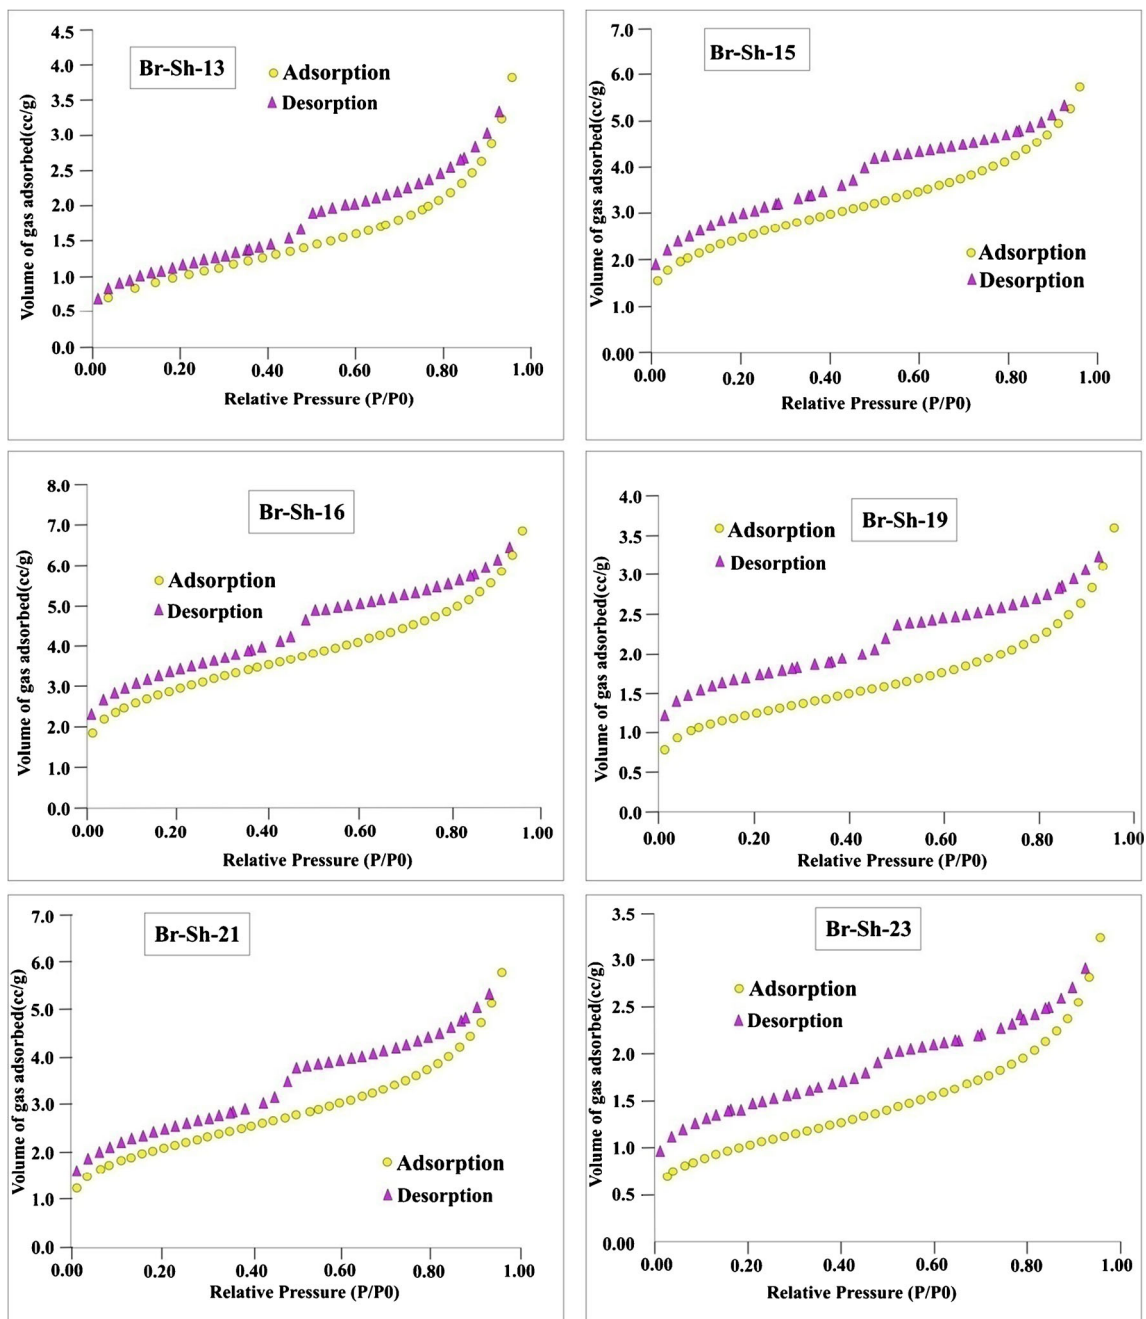 Br-Sh-13
Adsorption
Desorption
Volume of gas adsorbed(cc/g)
4.5
4.0
3.5
3.0
2.5
2.0
1.5
1.0
0.5
0.0
0.00 0.20 0.40 0.60 0.80 1.00
Relative Pressure (P/P0)
Br-Sh-15
Adsorption
Desorption
Volume of gas adsorbed(cc/g)
7.0
6.0
5.0
4.0
3.0
2.0
1.0
0.00
0.00 0.20 0.40 0.60 0.80 1.00
Relative Pressure (P/P0)
Br-Sh-16
Adsorption
Desorption
Volume of gas adsorbed(cc/g)
8.0
7.0
6.0
5.0
4.0
3.0
2.0
1.0
0.0
0.00 0.20 0.40 0.60 0.80 1.00
Relative Pressure (P/P0)
Br-Sh-19
Adsorption
Desorption
Volume of gas adsorbed(cc/g)
4.0
3.5
3.0
2.5
2.0
1.5
1.0
0.5
0.0
0.00 0.20 0.40 0.60 0.80 1.00
Relative Pressure (P/P0)
Br-Sh-21
Adsorption
Desorption
Volume of gas adsorbed(cc/g)
7.0
6.0
5.0
4.0
3.0
2.0
1.0
0.0
0.00 0.20 0.40 0.60 0.80 1.00
Relative Pressure (P/P0)
Br-Sh-23
Adsorption
Desorption
Volume of gas adsorbed(cc/g)
3.5
3.0
2.5
2.0
1.5
1.0
0.5
0.00
0.00 0.20 0.40 0.60 0.80 1.00
Relative Pressure (P/P0)